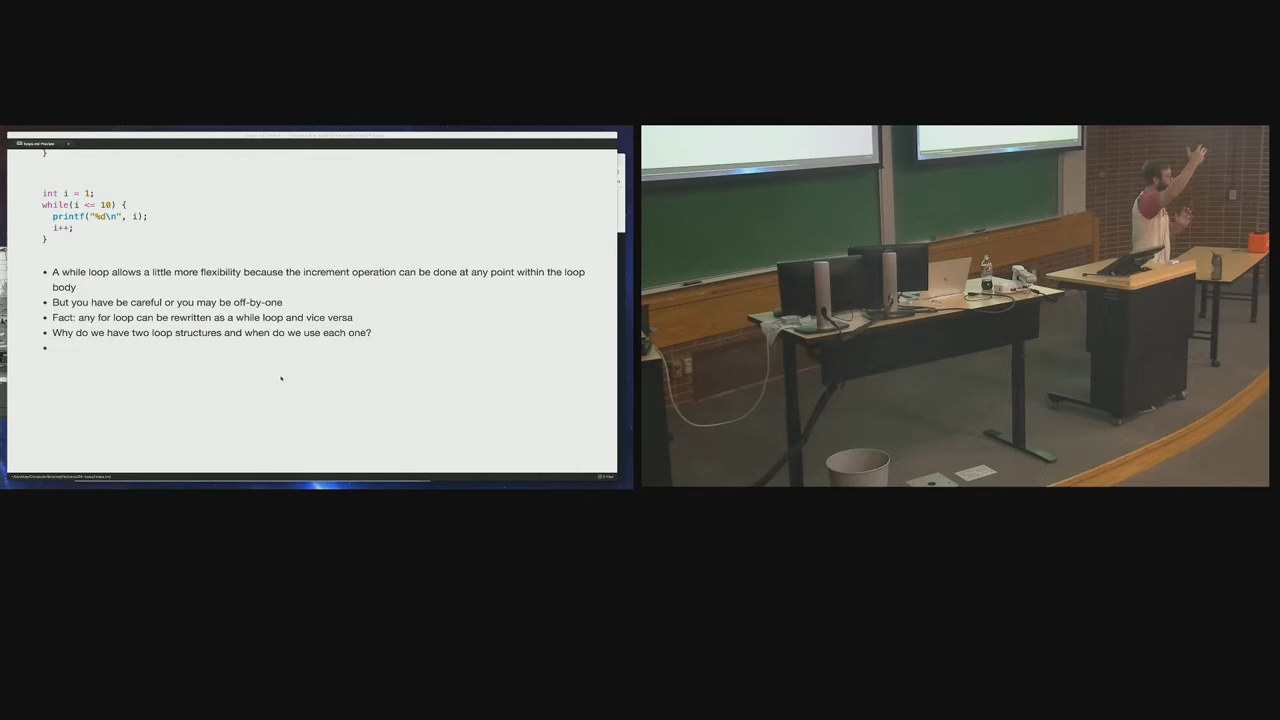 loops.md Preview
}
int i = 1;
while(i <= 10) {
printf("%d\n", i);
i++;
}
• A while loop allows a little more flexibility because the increment operation can be done at any point within the loop
body
• But you have be careful or you may be off-by-one
• Fact: any for loop can be rewritten as a while loop and vice versa
• Why do we have two loop structures and when do we use each one?
•